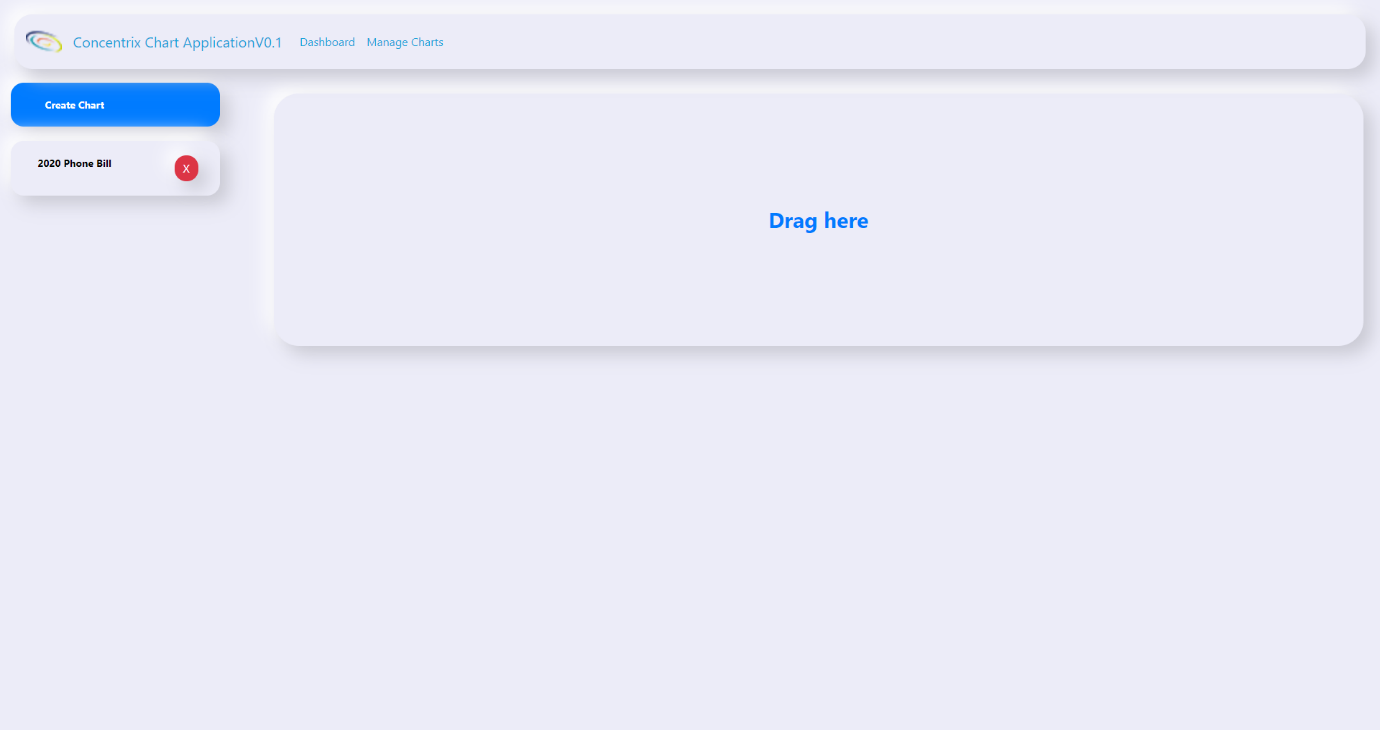 Concentrix Chart ApplicationV0.1 Dashboard Manage Charts
Create Chart
2020 Phone Bill X
Drag here